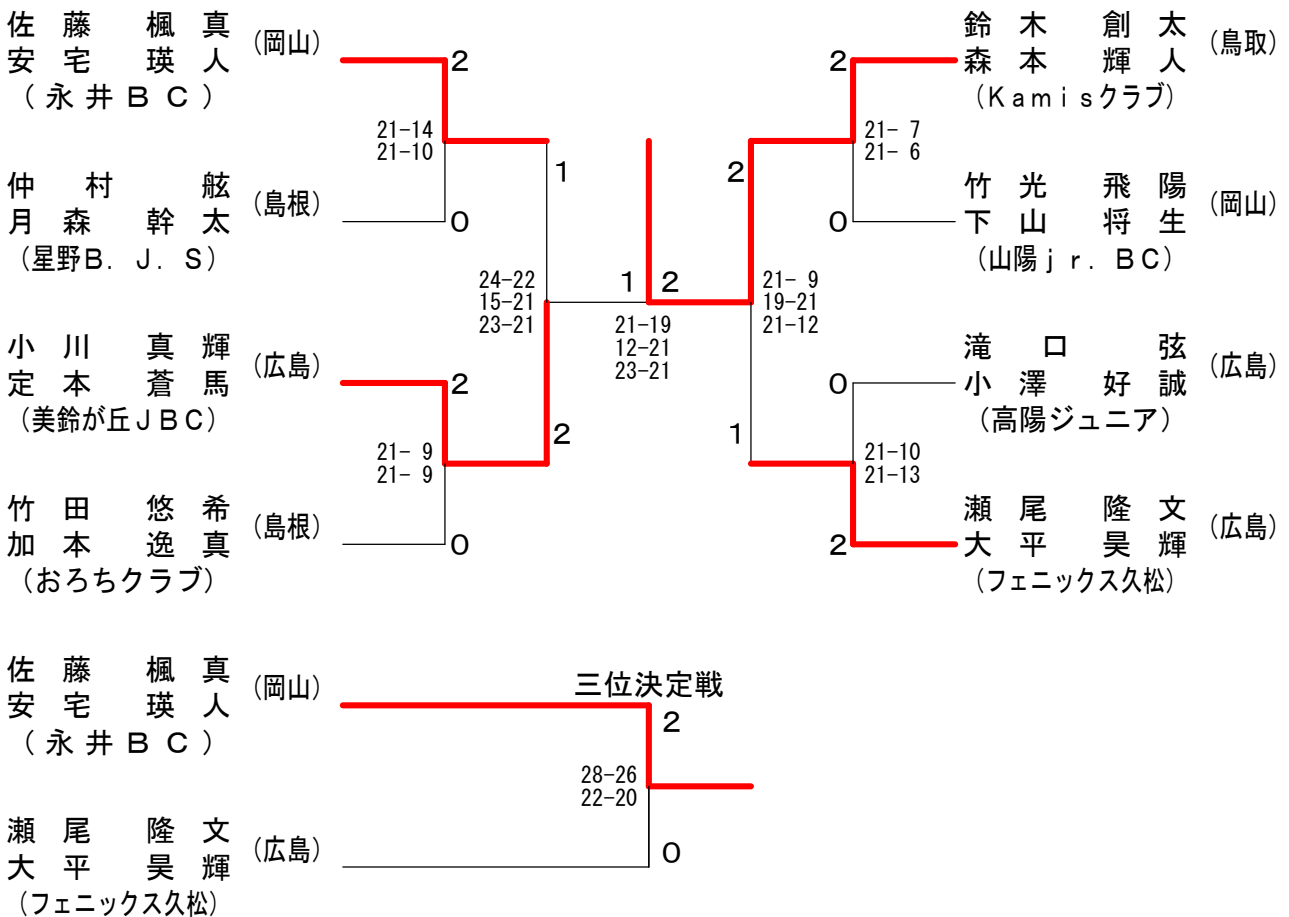 佐藤 楓真
安宅 瑛人
(岡山)
(永井BC)
仲村 舷
月森 幹太
(島根)
(星野B.J.S)
小川 真輝
定本 蒼馬
(広島)
(美鈴が丘JBC)
竹田 悠希
加本 逸真
(島根)
(おろちクラブ)
2
21-14
21-10
0
1
24-22
15-21
23-21
2
2
21- 9
21- 9
0
1 2
21-19
12-21
23-21
鈴木 創太
森本 輝人
(鳥取)
(Kamisクラブ)
竹光 飛陽
下山 将生
(岡山)
(山陽jr.BC)
滝口 弦
小澤 好誠
(広島)
(高陽ジュニア)
瀬尾 隆文
大平 昊輝
(広島)
(フェニックス久松)
2
21- 7
21- 6
0
2
21- 9
19-21
21-12
1
0
21-10
21-13
2
三位決定戦
佐藤 楓真
安宅 瑛人
(岡山)
(永井BC)
瀬尾 隆文
大平 昊輝
(広島)
(フェニックス久松)
2
28-26
22-20
0